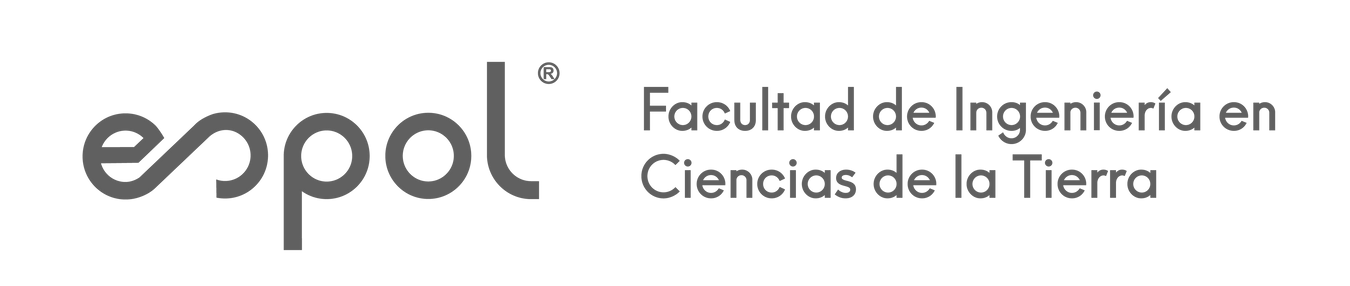 espol®
Facultad de Ingeniería en
Ciencias de la Tierra